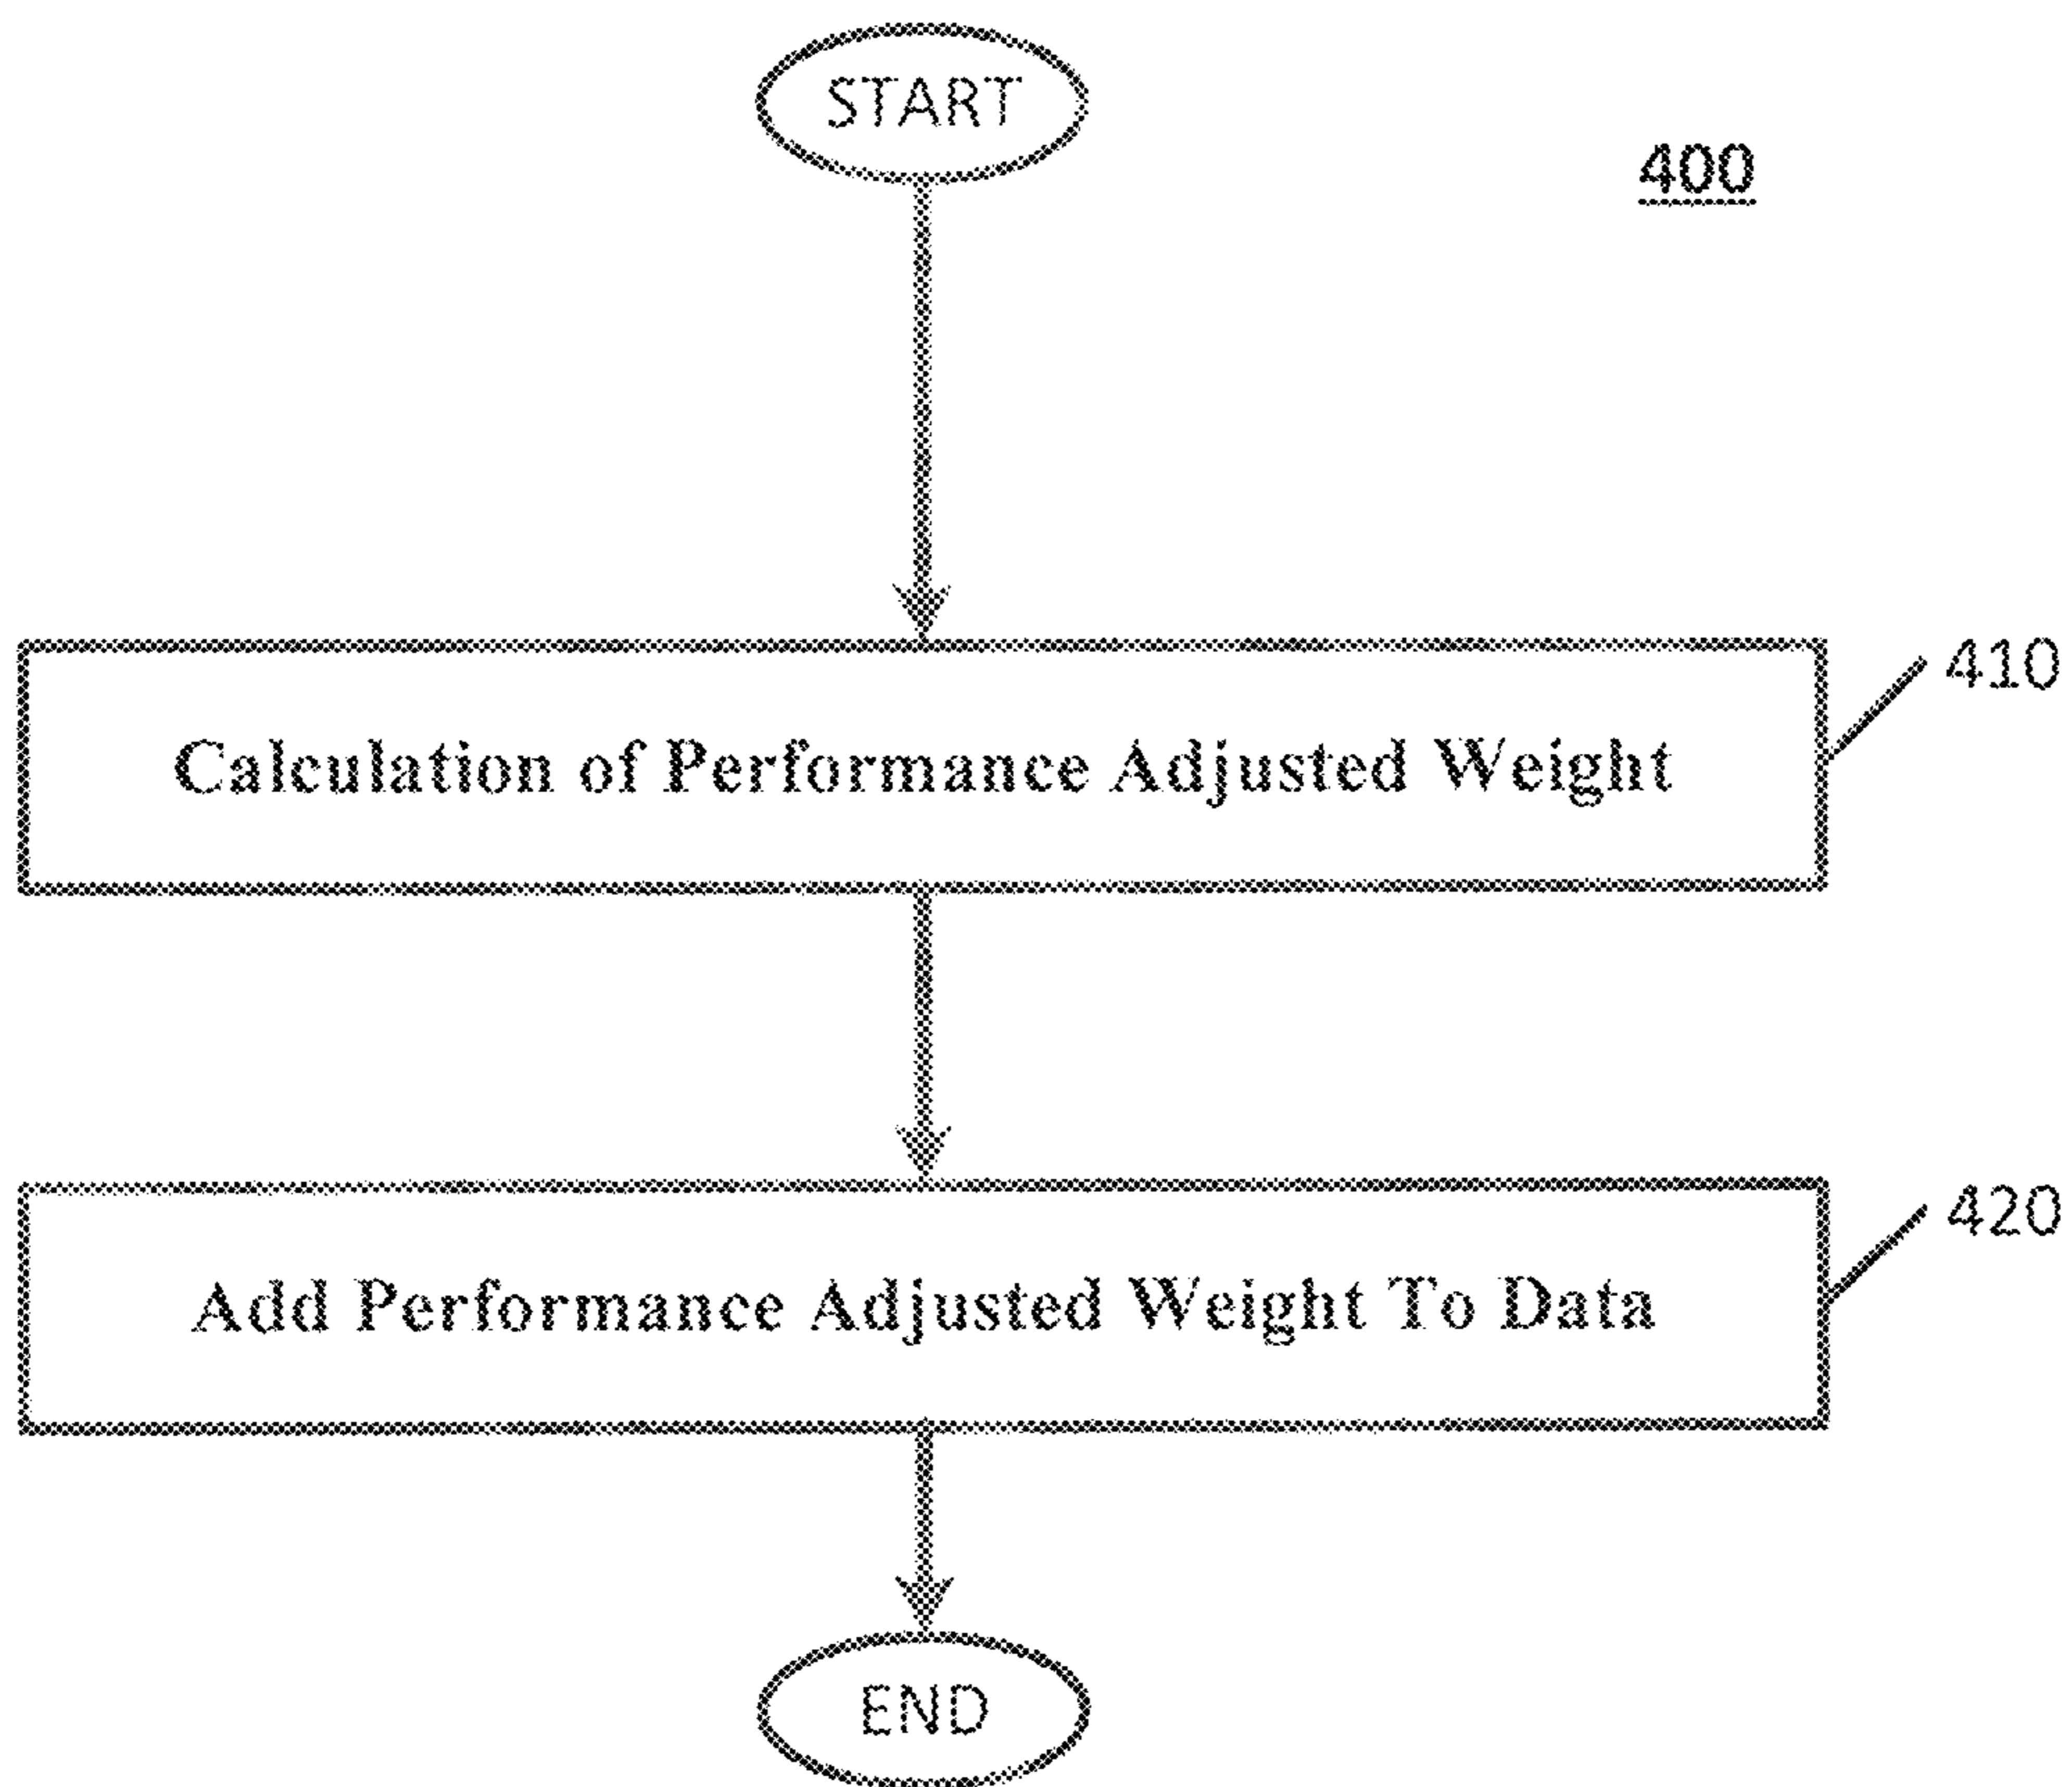 START
400
410
Calculation of Performance Adjusted Weight
420
Add Performance Adjusted Weight To Data
END